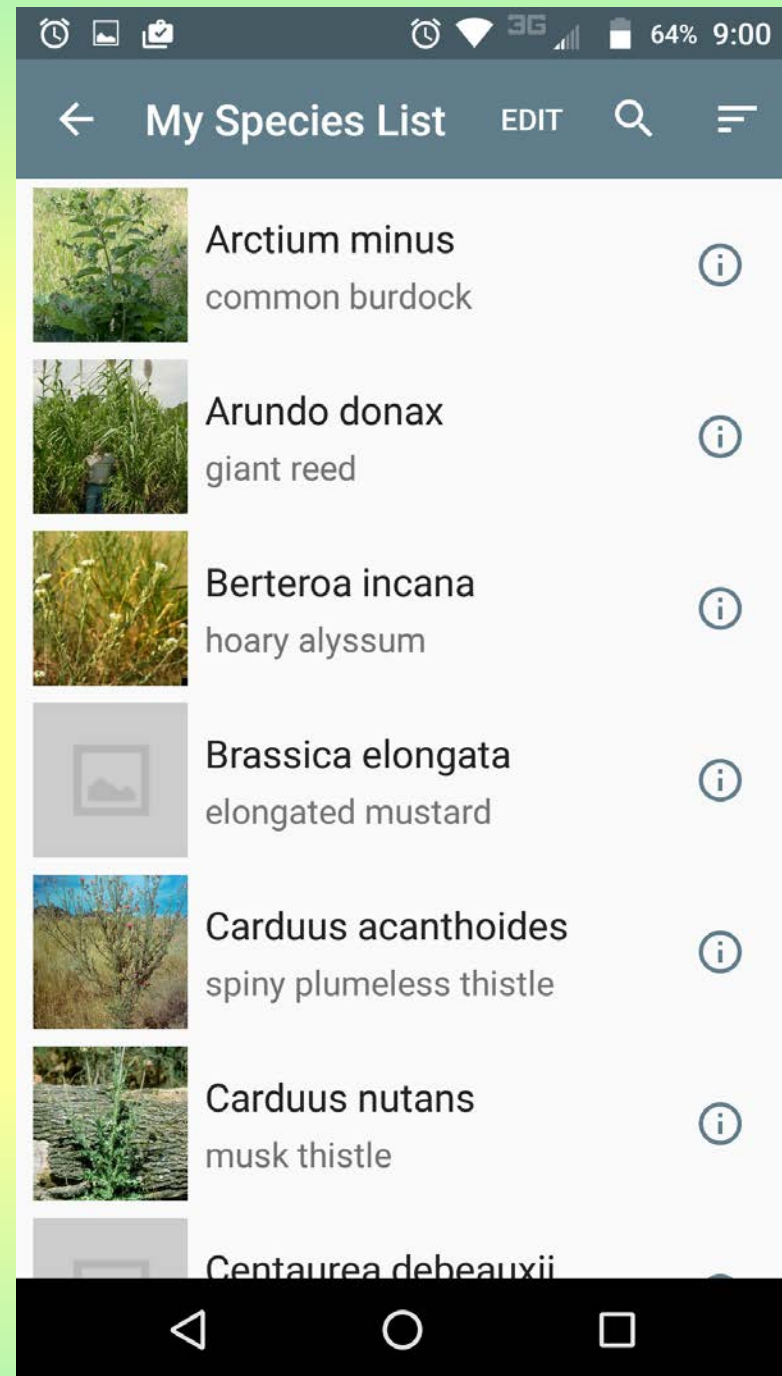 3G 64% 9:00
My Species List EDIT
Arctium minus
common burdock
Arundo donax
giant reed
Berteroa incana
hoary alyssum
Brassica elongata
elongated mustard
Carduus acanthoides
spiny plumeless thistle
Carduus nutans
musk thistle
Centaurea debeauxii